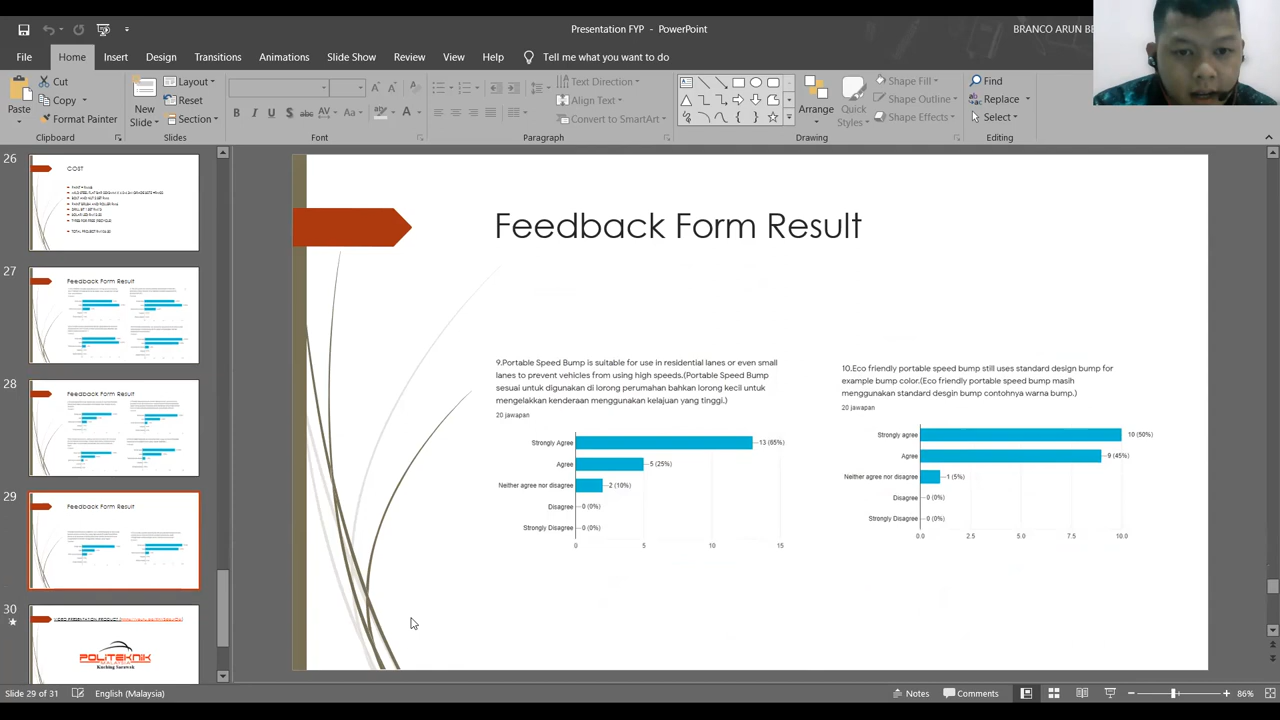 Presentation FYP - PowerPoint
BRANCO ARUN BE
File Home Insert Design Transitions Animations Slide Show Review View Help Tell me what you want to do
Paste
Cut
Copy
Format Painter
Clipboard
New
Slide
Layout
Reset
Section
Slides
Font
Text Direction
Align Text
Convert to SmartArt
Paragraph
Arrange
Quick
Styles
Shape Fill
Shape Outline
Shape Effects
Drawing
Find
Replace
Select
Editing
26
COST
27
Feedback Form Result
28
Feedback Form Result
29
Feedback Form Result
30
POLITEKNIK
MALAYSIA
Kuching Sarawak
Feedback Form Result
9.Portable Speed Bump is suitable for use in residential lanes or even small
lanes to prevent vehicles from using high speeds.(Portable Speed Bump
sesuai untuk digunakan di lorong perumahan bahkan lorong kecil untuk
mengelakkan kenderaan menggunakan kelajuan yang tinggi.)
20 jawapan
Strongly Agree 13 (65%)
Agree 5 (25%)
Neither agree nor disagree 2 (10%)
Disagree 0 (0%)
Strongly Disagree 0 (0%)
0 5 10 15
10.Eco friendly portable speed bump still uses standard design bump for
example bump color.(Eco friendly portable speed bump masih
menggunakan standard desgin bump contohnya warna bump.)
20 jawapan
Strongly agree 10 (50%)
Agree 9 (45%)
Neither agree nor disagree 1 (5%)
Disagree 0 (0%)
Strongly Disagree 0 (0%)
0.0 2.5 5.0 7.5 10.0
Slide 29 of 31 English (Malaysia) Notes Comments 86%